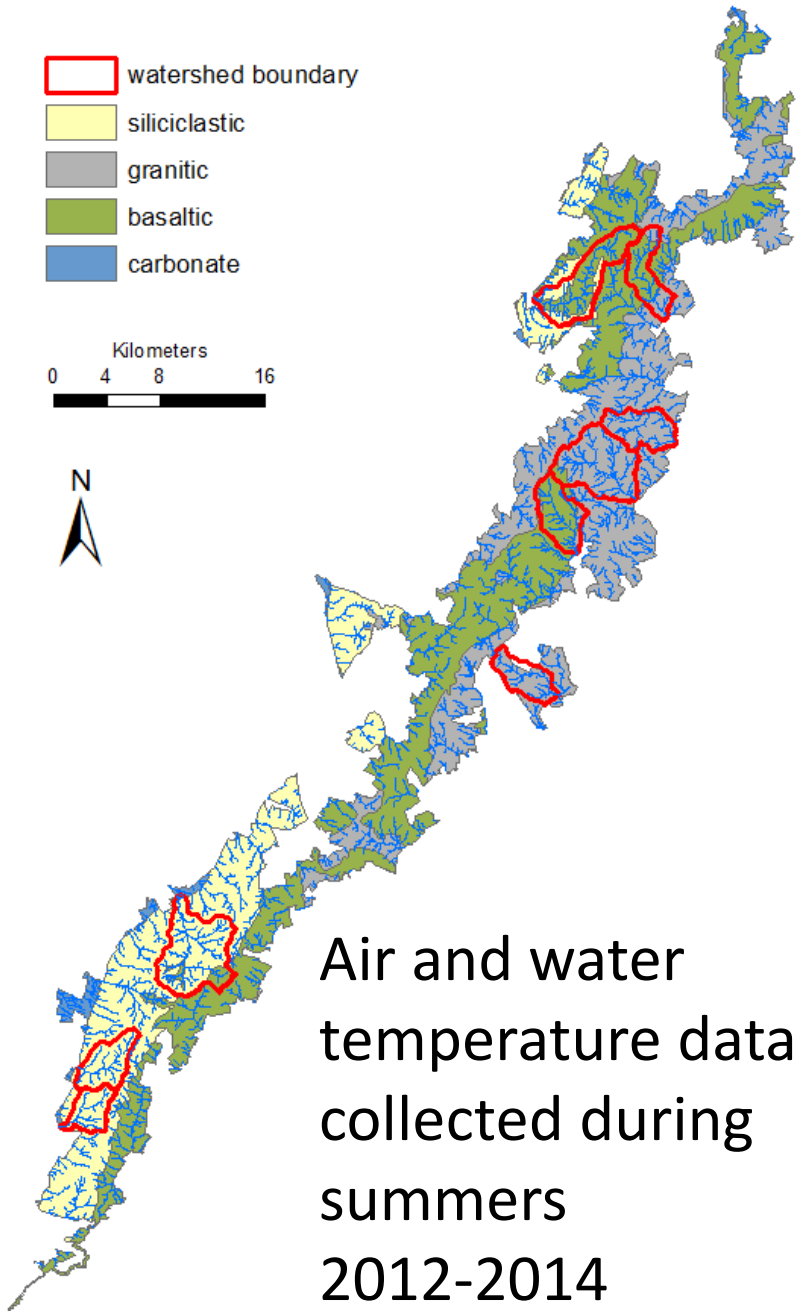 watershed boundary
siliciclastic
granitic
basaltic
carbonate
Kilometers
0 4 8 16
N
Air and water
temperature data
collected during
summers
2012-2014